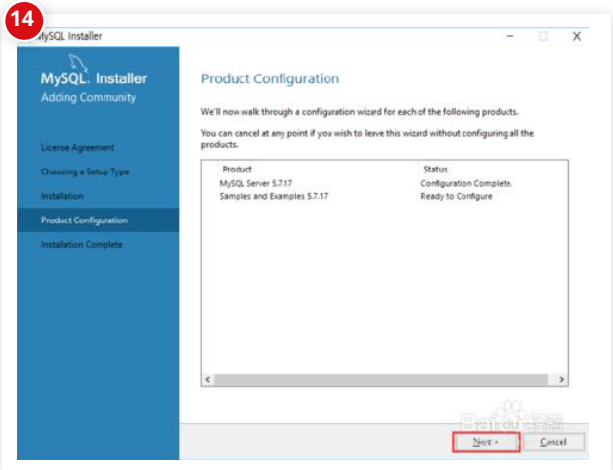 14
MySQL Installer
MySQL. Installer
Adding Community
License Agreement
Choosing a Setup Type
Installation
Product Configuration
Installation Complete
Product Configuration
We'll now walk through a configuration wizard for each of the following products.
You can cancel at any point if you wish to leave this wizard without configuring all the
products.
Product Status
MySQL Server 5.7.17 Configuration Complete.
Samples and Examples 5.7.17 Ready to Configure
Baidu 经验
Next > Cancel